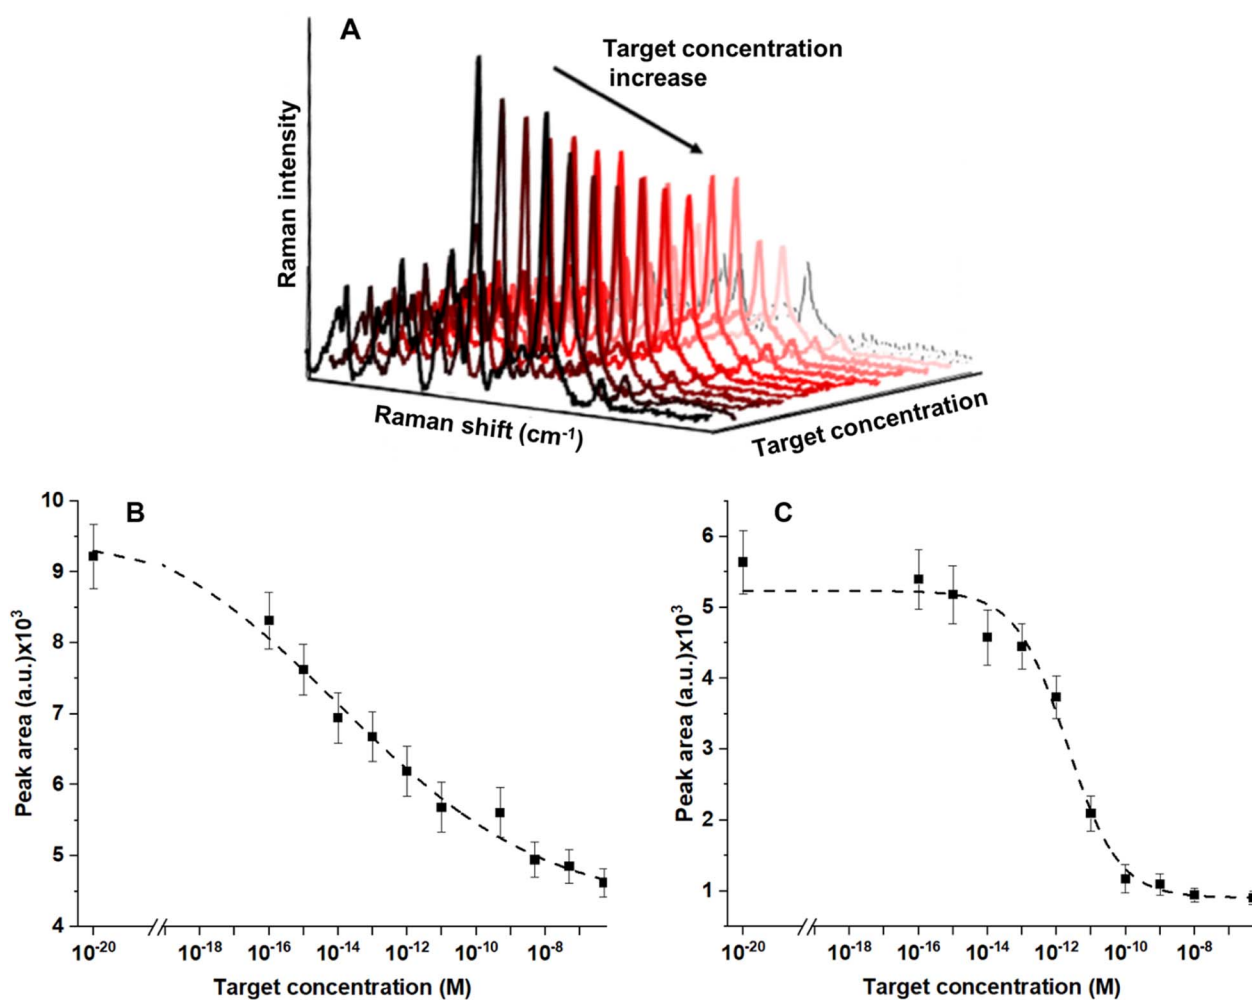 A
Target concentration
increase
Raman intensity
Raman shift (cm⁻¹)
Target concentration
B
10
9
8
7
6
5
4
Peak area (a.u.)x10³
10⁻²⁰
10⁻¹⁸
10⁻¹⁶
10⁻¹⁴
10⁻¹²
10⁻¹⁰
10⁻⁸
Target concentration (M)
C
6
5
4
3
2
1
Peak area (a.u.)x10³
10⁻²⁰
10⁻¹⁸
10⁻¹⁶
10⁻¹⁴
10⁻¹²
10⁻¹⁰
10⁻⁸
Target concentration (M)